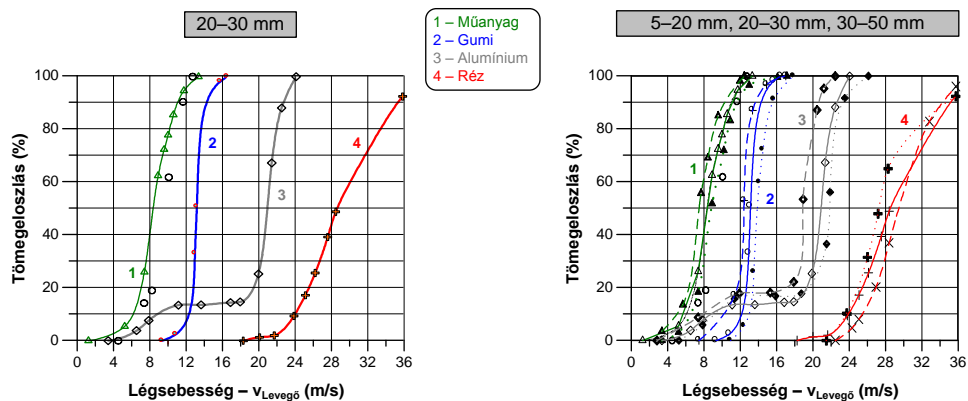 20–30 mm
1 – Műanyag
2 – Gumi
3 – Alumínium
4 – Réz
5–20 mm, 20–30 mm, 30–50 mm
Tömegeloszlás (%)
100
80
60
40
20
0
1
2
3
4
0 4 8 12 16 20 24 28 32 36
Légsebesség – vLevegő (m/s)
Tömegeloszlás (%)
100
80
60
40
20
0
1
2
3
4
0 4 8 12 16 20 24 28 32 36
Légsebesség – vLevegő (m/s)